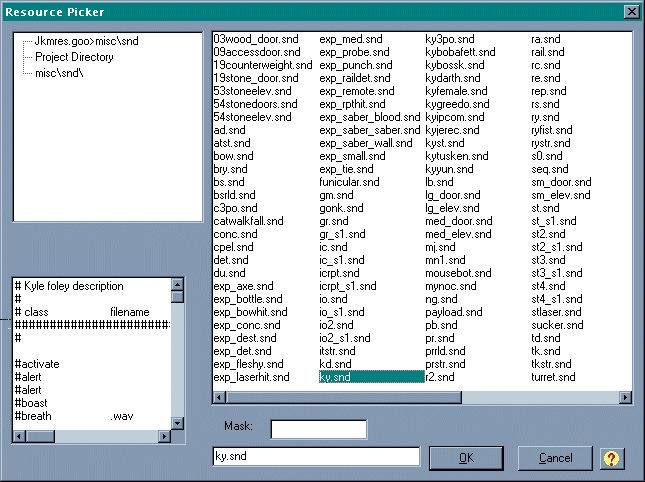 Resource Picker
Jkmres.goo>misc\snd
Project Directory
misc\snd\
03wood_door.snd
09accessdoor.snd
19counterweight.snd
19stone_door.snd
53stoneelev.snd
54stonedoors.snd
54stoneelev.snd
ad.snd
atst.snd
bow.snd
bry.snd
bs.snd
bsrld.snd
c3po.snd
catwalkfall.snd
conc.snd
cpel.snd
det.snd
du.snd
exp_axe.snd
exp_bottle.snd
exp_bowhit.snd
exp_conc.snd
exp_dest.snd
exp_det.snd
exp_fleshy.snd
exp_laserhit.snd
exp_med.snd
exp_probe.snd
exp_punch.snd
exp_raildet.snd
exp_remote.snd
exp_rpthit.snd
exp_saber_blood.snd
exp_saber_saber.snd
exp_saber_wall.snd
exp_small.snd
exp_tie.snd
funicular.snd
gm.snd
gonk.snd
gr.snd
gr_s1.snd
ic.snd
ic_s1.snd
icrpt.snd
icrpt_s1.snd
io.snd
io_s1.snd
io2.snd
io2_s1.snd
itstr.snd
kd.snd
ky.snd
ky3po.snd
kybobafett.snd
kybossk.snd
kydarth.snd
kyfemale.snd
kygreedo.snd
kyipcom.snd
kyjerec.snd
kyst.snd
kytusken.snd
kyyun.snd
lb.snd
lg_door.snd
lg_elev.snd
med_door.snd
med_elev.snd
mj.snd
mn1.snd
mousebot.snd
mynoc.snd
ng.snd
payload.snd
pb.snd
pr.snd
prrld.snd
prstr.snd
r2.snd
ra.snd
rail.snd
rc.snd
re.snd
rep.snd
rs.snd
ry.snd
ryfist.snd
rystr.snd
s0.snd
seq.snd
sm_door.snd
sm_elev.snd
st.snd
st_s1.snd
st2.snd
st2_s1.snd
st3.snd
st3_s1.snd
st4.snd
st4_s1.snd
stlaser.snd
sucker.snd
td.snd
tk.snd
tkstr.snd
turret.snd
# Kyle foley description
#
# class filename
##########################
#
#activate
#alert
#alert
#boast
#breath .wav
Mask:
ky.snd
OK
Cancel
?